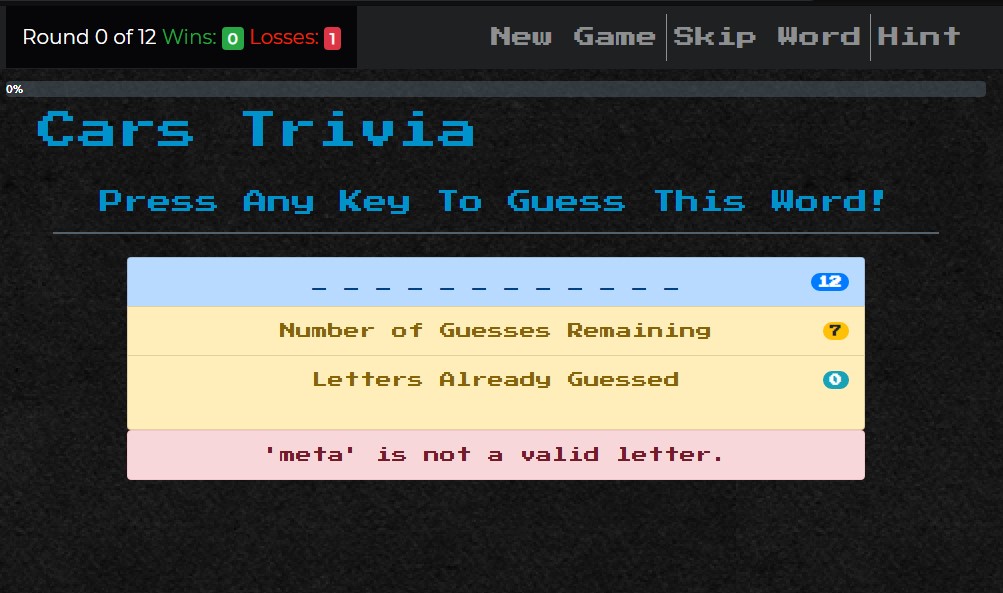 Round 0 of 12 Wins: 0 Losses: 1 New Game Skip Word Hint
0%
Cars Trivia
Press Any Key To Guess This Word!
_ _ _ _ _ _ _ _ _ _ _ _ 12
Number of Guesses Remaining 7
Letters Already Guessed 0
'meta' is not a valid letter.